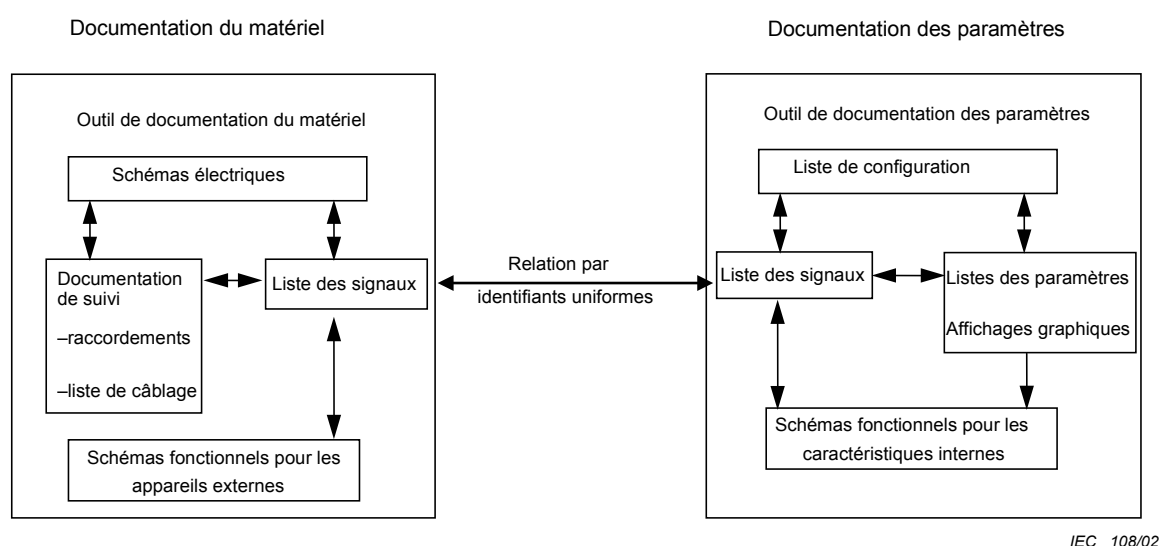 Documentation du matériel
Documentation des paramètres
Outil de documentation du matériel
Schémas électriques
Documentation
de suivi
–raccordements
–liste de câblage
Liste des signaux
Schémas fonctionnels pour les
appareils externes
Relation par
identifiants uniformes
Outil de documentation des paramètres
Liste de configuration
Liste des signaux
Listes des paramètres
Affichages graphiques
Schémas fonctionnels pour les
caractéristiques internes
IEC 108/02